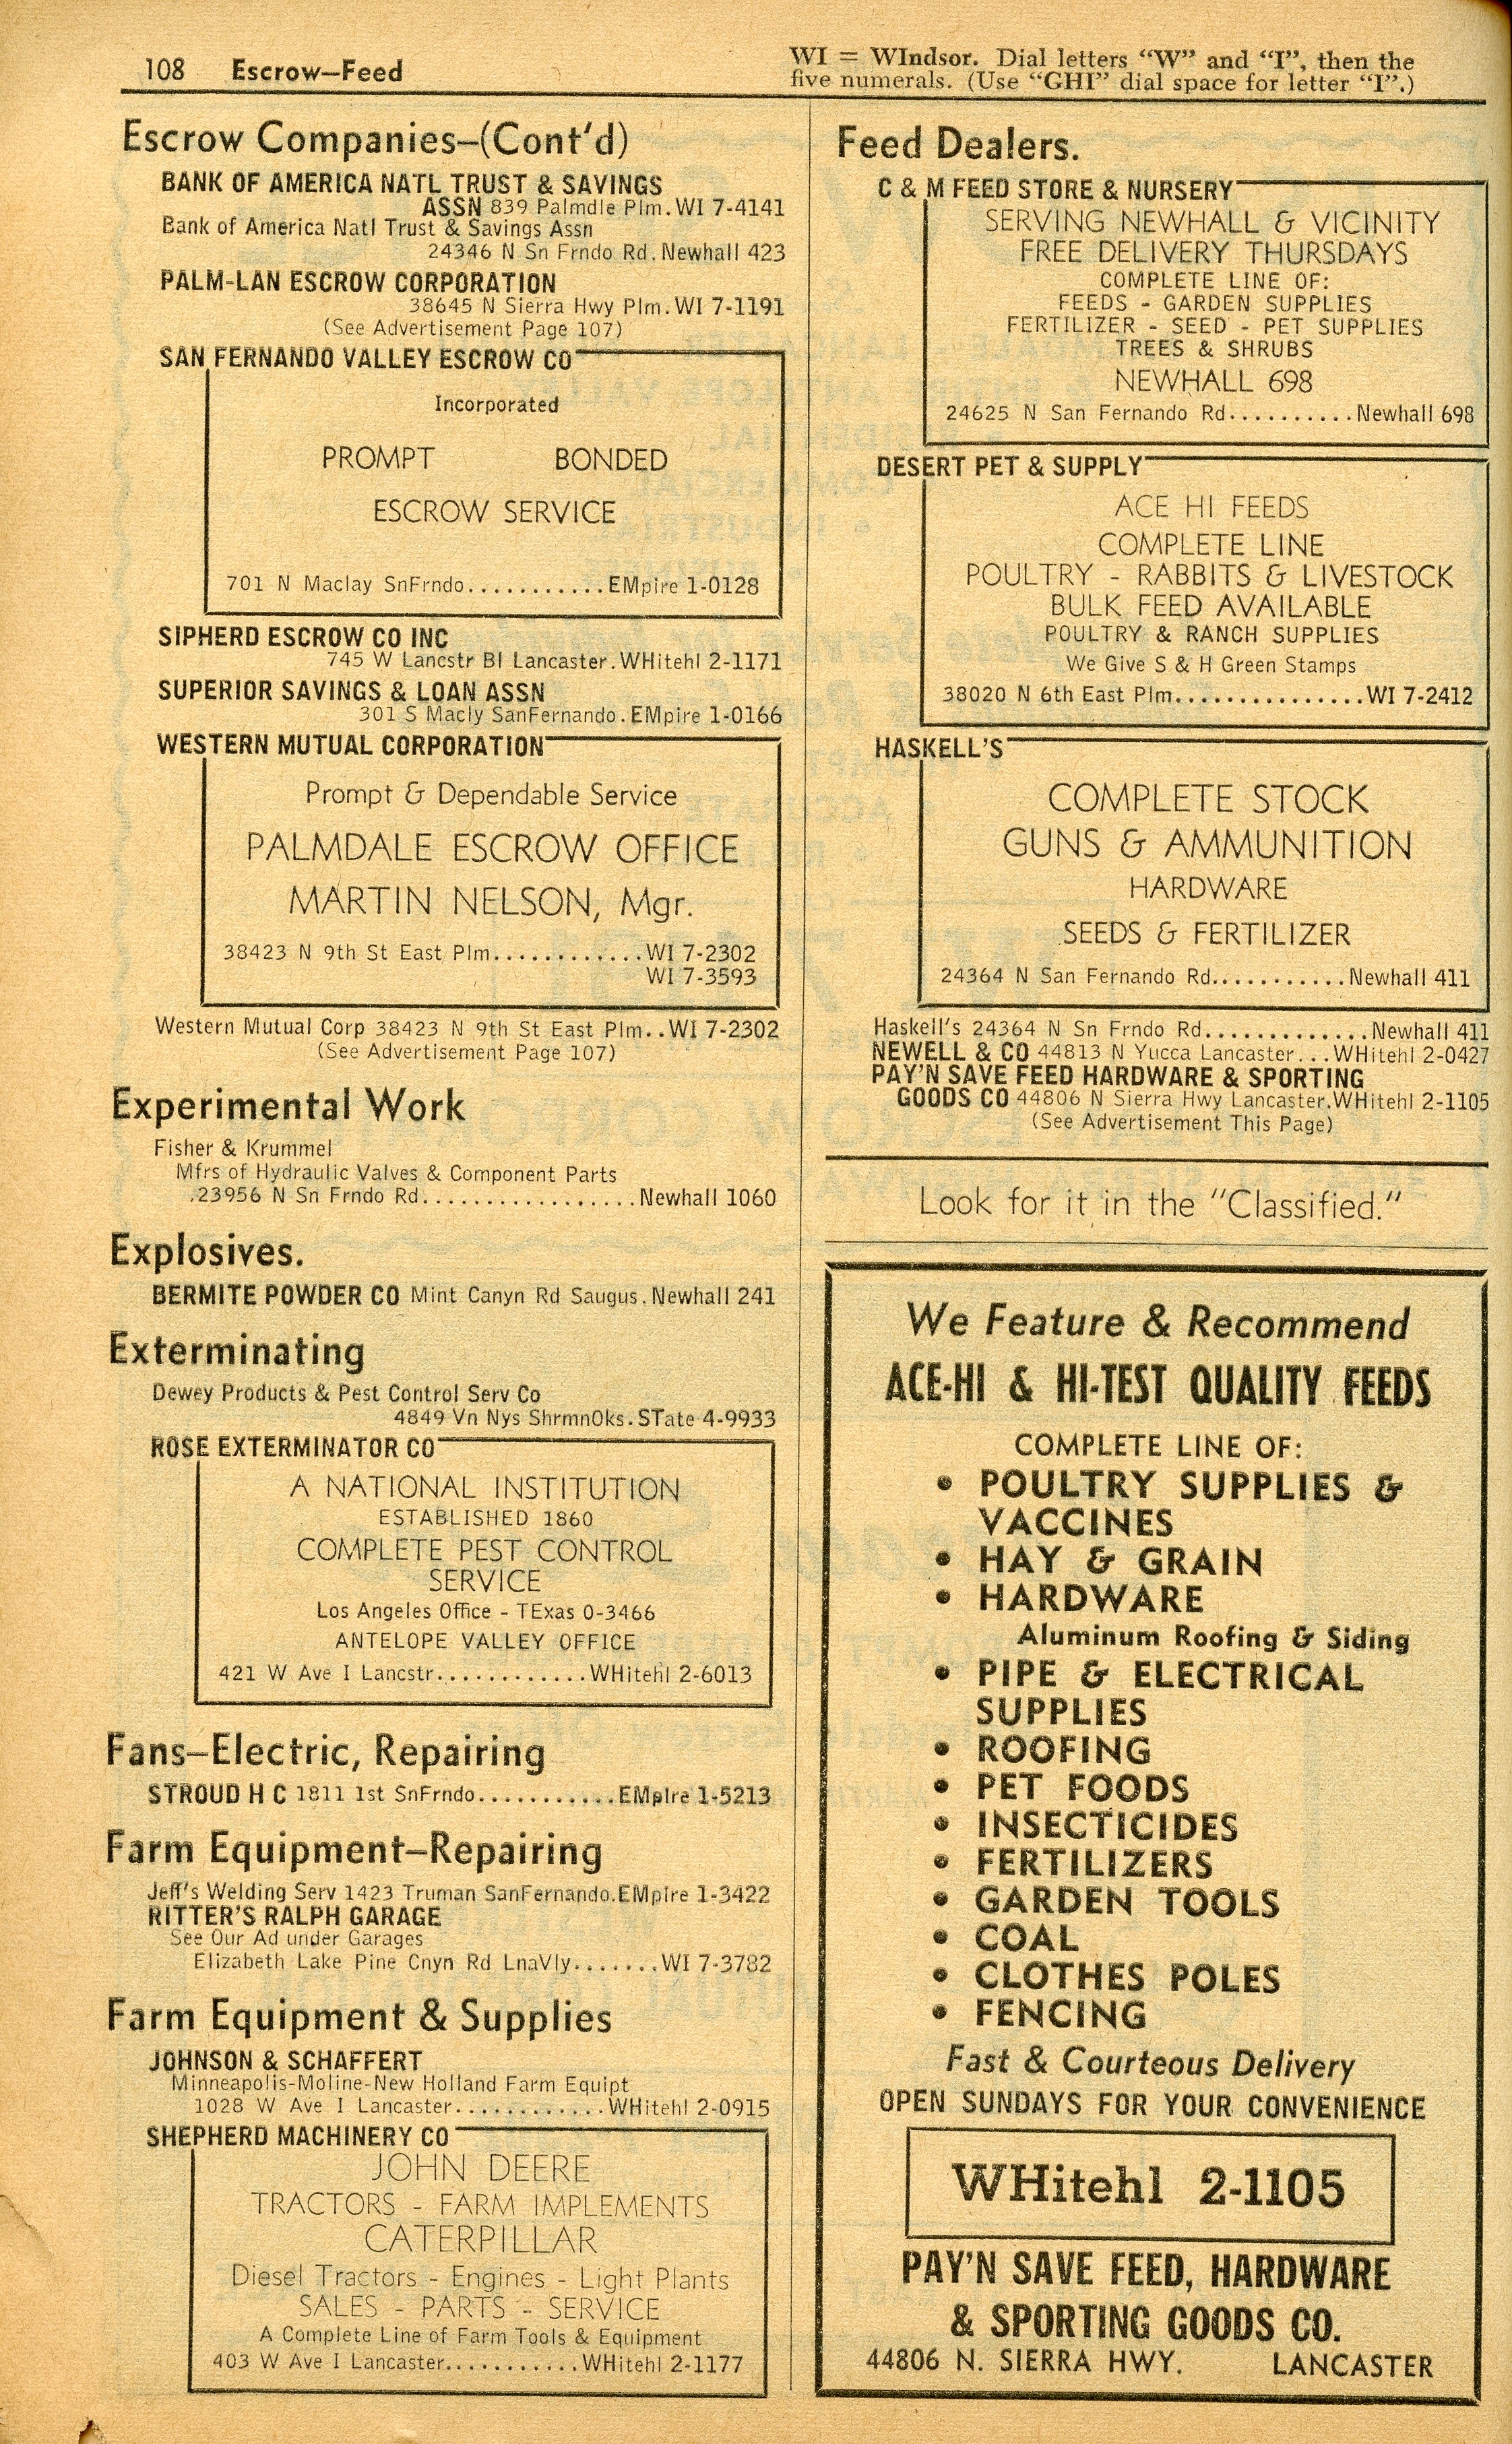 108 Escrow—Feed
WI = WIndsor. Dial letters “W” and “I”, then the
five numerals. (Use “GHI” dial space for letter “I”.)
Escrow Companies—(Cont'd)
BANK OF AMERICA NATL TRUST & SAVINGS
ASSN 839 Palmdle Plm.WI 7-4141
Bank of America Natl Trust & Savings Assn
24346 N Sn Frndo Rd.Newhall 423
PALM-LAN ESCROW CORPORATION
38645 N Sierra Hwy Plm.WI 7-1191
(See Advertisement Page 107)
SAN FERNANDO VALLEY ESCROW CO
Incorporated
PROMPT BONDED
ESCROW SERVICE
701 N Maclay SnFrndo...........EMpire 1-0128
SIPHERD ESCROW CO INC
745 W Lancstr Bl Lancaster.WHitehl 2-1171
SUPERIOR SAVINGS & LOAN ASSN
301 S Macly SanFernando.EMpire 1-0166
WESTERN MUTUAL CORPORATION
Prompt & Dependable Service
PALMDALE ESCROW OFFICE
MARTIN NELSON, Mgr.
38423 N 9th St East Plm............WI 7-2302
WI 7-3593
Western Mutual Corp 38423 N 9th St East Plm..WI 7-2302
(See Advertisement Page 107)
Experimental Work
Fisher & Krummel
Mfrs of Hydraulic Valves & Component Parts
23956 N Sn Frndo Rd.................Newhall 1060
Explosives.
BERMITE POWDER CO Mint Canyn Rd Saugus.Newhall 241
Exterminating
Dewey Products & Pest Control Serv Co
4849 Vn Nys ShrmnOks.STate 4-9933
ROSE EXTERMINATOR CO
A NATIONAL INSTITUTION
ESTABLISHED 1860
COMPLETE PEST CONTROL
SERVICE
Los Angeles Office - TExas 0-3466
ANTELOPE VALLEY OFFICE
421 W Ave I Lancstr............WHitehl 2-6013
Fans—Electric, Repairing
STROUD H C 1811 1st SnFrndo...........EMpire 1-5213
Farm Equipment—Repairing
Jeff's Welding Serv 1423 Truman SanFernando.EMpire 1-3422
RITTER'S RALPH GARAGE
See Our Ad under Garages
Elizabeth Lake Pine Cnyn Rd LnaVly.......WI 7-3782
Farm Equipment & Supplies
JOHNSON & SCHAFFERT
Minneapolis-Moline-New Holland Farm Equipt
1028 W Ave I Lancaster............WHitehl 2-0915
SHEPHERD MACHINERY CO
JOHN DEERE
TRACTORS - FARM IMPLEMENTS
CATERPILLAR
Diesel Tractors - Engines - Light Plants
SALES - PARTS - SERVICE
A Complete Line of Farm Tools & Equipment
403 W Ave I Lancaster...........WHitehl 2-1177
Feed Dealers.
C & M FEED STORE & NURSERY
SERVING NEWHALL & VICINITY
FREE DELIVERY THURSDAYS
COMPLETE LINE OF:
FEEDS - GARDEN SUPPLIES
FERTILIZER - SEED - PET SUPPLIES
TREES & SHRUBS
NEWHALL 698
24625 N San Fernando Rd..........Newhall 698
DESERT PET & SUPPLY
ACE HI FEEDS
COMPLETE LINE
POULTRY - RABBITS & LIVESTOCK
BULK FEED AVAILABLE
POULTRY & RANCH SUPPLIES
We Give S & H Green Stamps
38020 N 6th East Plm...............WI 7-2412
HASKELL'S
COMPLETE STOCK
GUNS & AMMUNITION
HARDWARE
SEEDS & FERTILIZER
24364 N San Fernando Rd...........Newhall 411
Haskell's 24364 N Sn Frndo Rd.............Newhall 411
NEWELL & CO 44813 N Yucca Lancaster...WHitehl 2-0427
PAY'N SAVE FEED HARDWARE & SPORTING
GOODS CO 44806 N Sierra Hwy Lancaster.WHitehl 2-1105
(See Advertisement This Page)
Look for it in the “Classified.”
We Feature & Recommend
ACE-HI & HI-TEST QUALITY FEEDS
COMPLETE LINE OF:
• POULTRY SUPPLIES &
VACCINES
• HAY & GRAIN
• HARDWARE
Aluminum Roofing & Siding
• PIPE & ELECTRICAL
SUPPLIES
• ROOFING
• PET FOODS
• INSECTICIDES
• FERTILIZERS
• GARDEN TOOLS
• COAL
• CLOTHES POLES
• FENCING
Fast & Courteous Delivery
OPEN SUNDAYS FOR YOUR CONVENIENCE
WHitehl 2-1105
PAY'N SAVE FEED, HARDWARE
& SPORTING GOODS CO.
44806 N. SIERRA HWY. LANCASTER